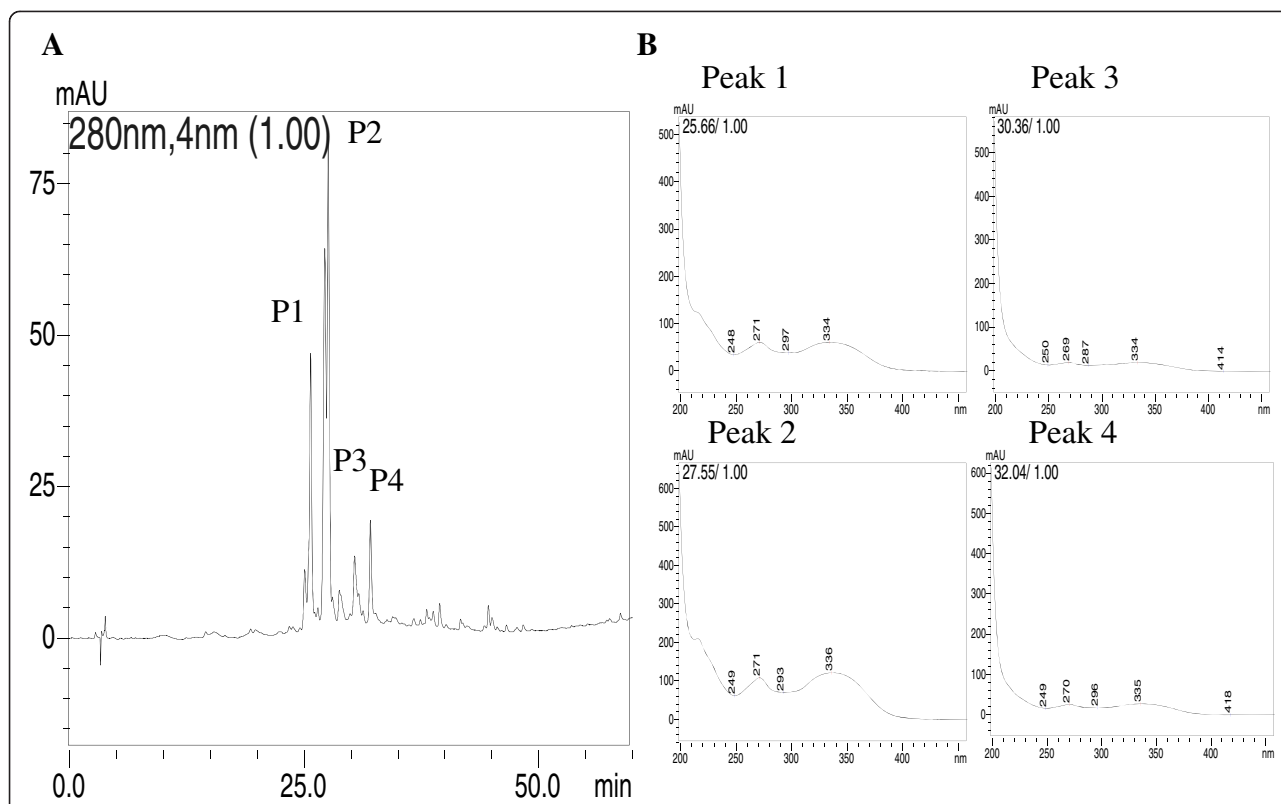 A
mAU
280nm,4nm (1.00)
P2
75
50
P1
25
P3
P4
0
0.0 25.0 50.0 min
B
Peak 1
mAU
25.66/ 1.00
500
400
300
200
100
0
248 271 297 334
200 250 300 350 400 nm
Peak 3
mAU
30.36/ 1.00
500
400
300
200
100
0
250 269 287 334 414
200 250 300 350 400 nm
Peak 2
mAU
27.55/ 1.00
600
500
400
300
200
100
0
249 271 293 336
200 250 300 350 400 nm
Peak 4
mAU
32.04/ 1.00
600
500
400
300
200
100
0
249 270 296 335 418
200 250 300 350 400 nm